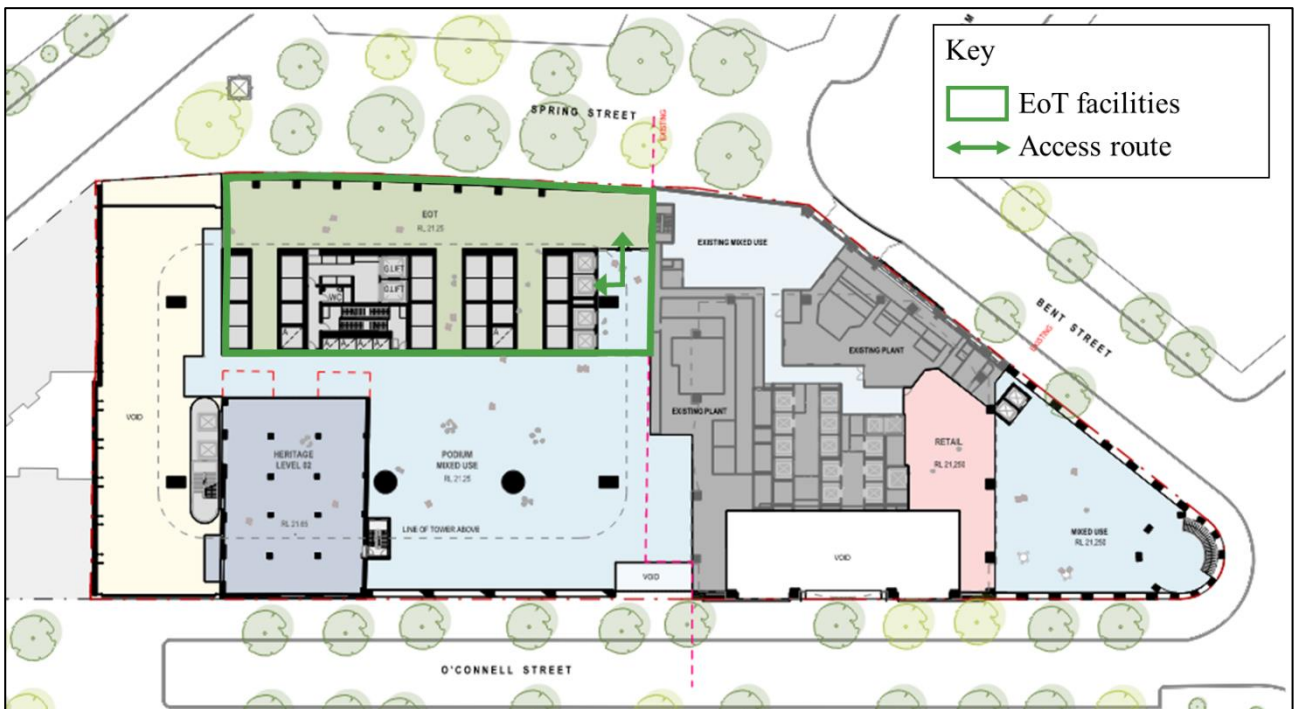 Key
EoT facilities
Access route
M
SPRING STREET
EXISTING
EOT
RL 21.25
EXISTING MIXED USE
G.LIFT
WC
G.LIFT
A
A
BENT STREET
EXISTING
EXISTING PLANT
EXISTING PLANT
VOID
HERITAGE
LEVEL 02
RL 21.65
PODIUM
MIXED USE
RL 21.25
RETAIL
RL 21,250
LINE OF TOWER ABOVE
MIXED USE
RL 21,250
VOID
VOID
O'CONNELL STREET